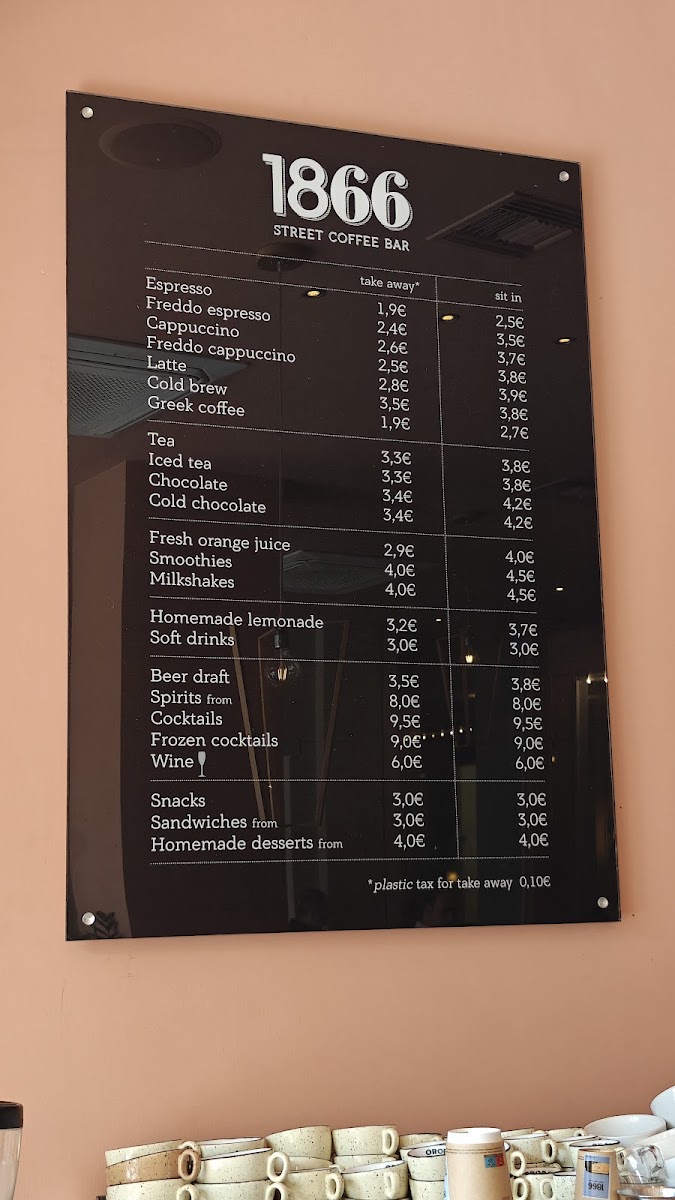 1866
STREET COFFEE BAR
take away* sit in
Espresso 1,9€ 2,5€
Freddo espresso 2,4€ 3,5€
Cappuccino 2,6€ 3,7€
Freddo cappuccino 2,5€ 3,8€
Latte 2,8€ 3,9€
Cold brew 3,5€ 3,8€
Greek coffee 1,9€ 2,7€
Tea 3,3€ 3,8€
Iced tea 3,3€ 3,8€
Chocolate 3,4€ 4,2€
Cold chocolate 3,4€ 4,2€
Fresh orange juice 2,9€ 4,0€
Smoothies 4,0€ 4,5€
Milkshakes 4,0€ 4,5€
Homemade lemonade 3,2€ 3,7€
Soft drinks 3,0€ 3,0€
Beer draft 3,5€ 3,8€
Spirits from 8,0€ 8,0€
Cocktails 9,5€ 9,5€
Frozen cocktails 9,0€ 9,0€
Wine 6,0€ 6,0€
Snacks 3,0€ 3,0€
Sandwiches from 3,0€ 3,0€
Homemade desserts from 4,0€ 4,0€
*plastic tax for take away 0,10€
1866